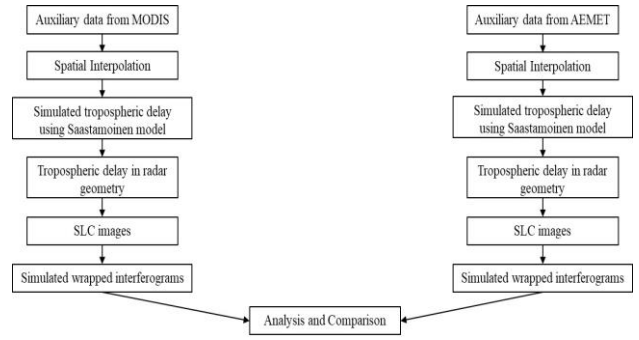 Auxiliary data from MODIS
Spatial Interpolation
Simulated tropospheric delay
using Saastamoinen model
Tropospheric delay in radar
geometry
SLC images
Simulated wrapped interferograms
Auxiliary data from AEMET
Spatial Interpolation
Simulated tropospheric delay
using Saastamoinen model
Tropospheric delay in radar
geometry
SLC images
Simulated wrapped interferograms
Analysis and Comparison